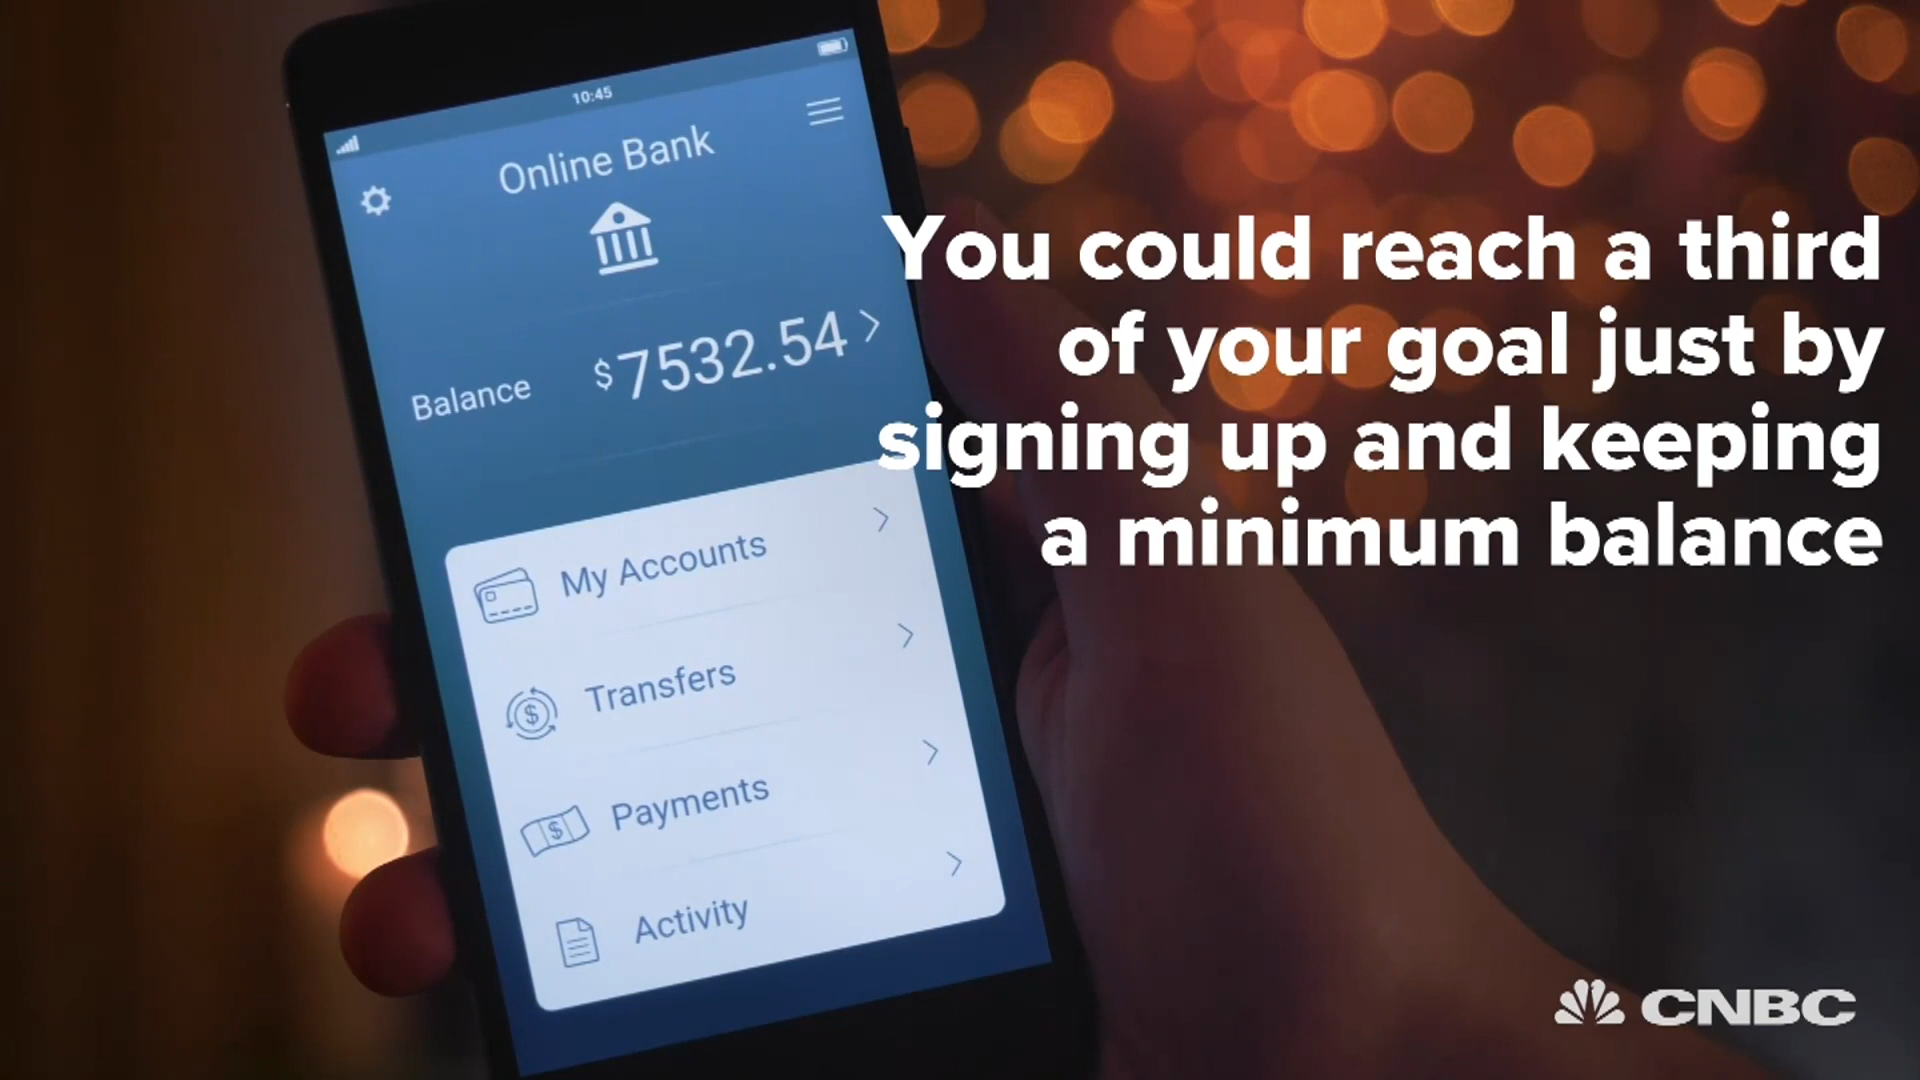 10:45
Online Bank
Balance $7532.54
My Accounts
Transfers
$
Payments
$
Activity
You could reach a third
of your goal just by
signing up and keeping
a minimum balance
CNBC